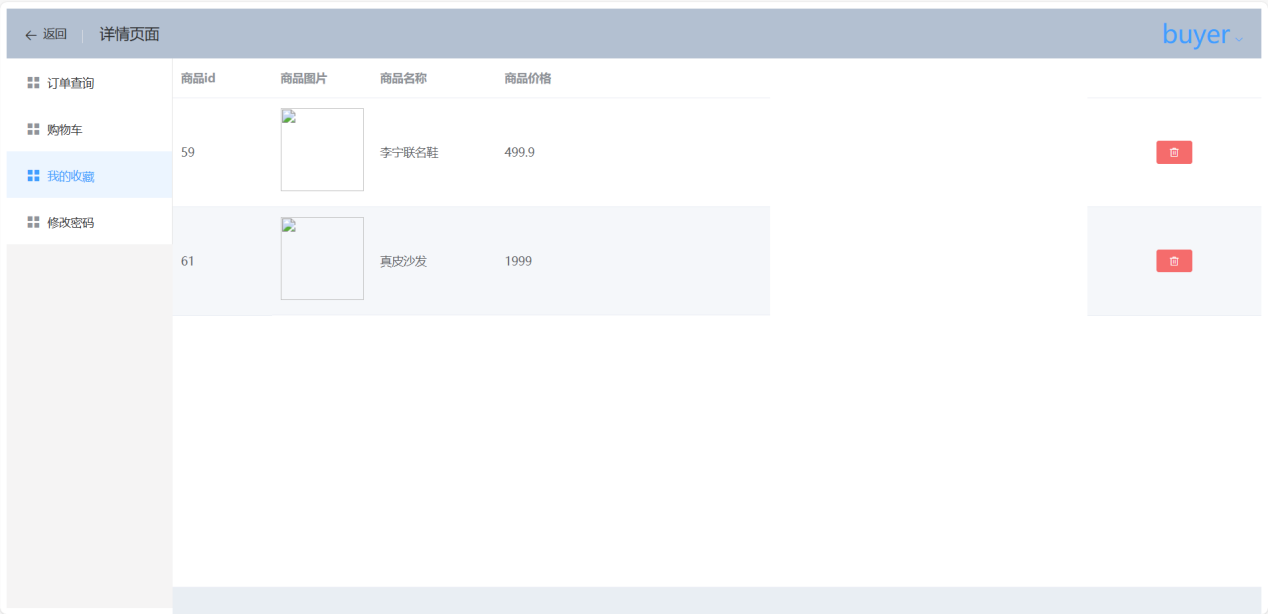 返回 详情页面 buyer
订单查询
购物车
我的收藏
修改密码
商品id 商品图片 商品名称 商品价格
59 李宁联名鞋 499.9
61 真皮沙发 1999